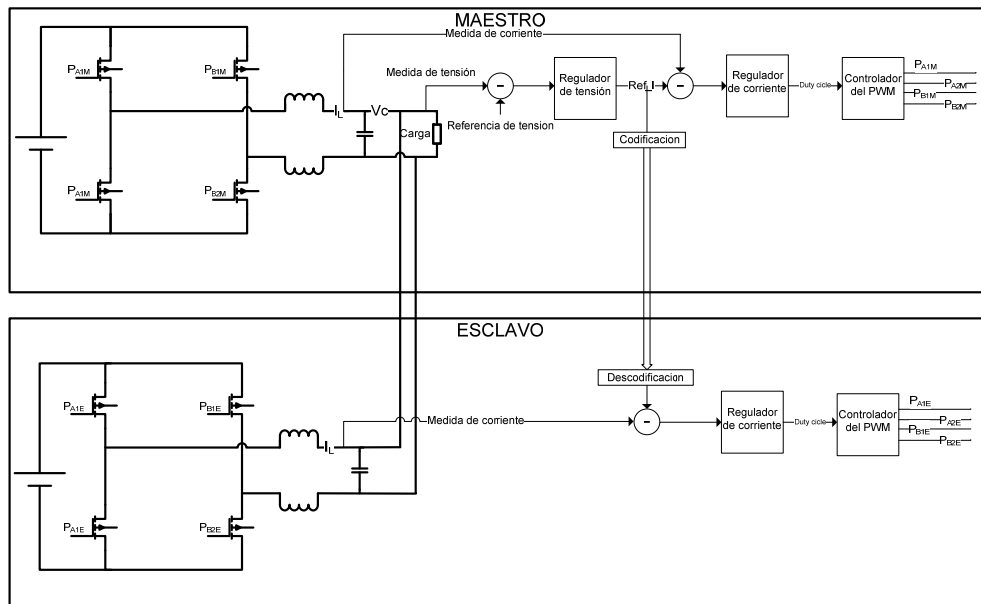 MAESTRO
Medida de corriente
P_A1M
P_B1M
P_A1M
P_B2M
I_L
Vc
Carga
Medida de tensión
Referencia de tension
-
Regulador
de tensión
Ref_I
-
Regulador
de corriente
Duty cicle
Controlador
del PWM
P_A1M
P_A2M
P_B1M
P_B2M
Codificacion
ESCLAVO
Descodificacion
P_A1E
P_B1E
P_A1E
P_B2E
I_L
Medida de corriente
-
Regulador
de corriente
Duty cicle
Controlador
del PWM
P_A1E
P_A2E
P_B1E
P_B2E